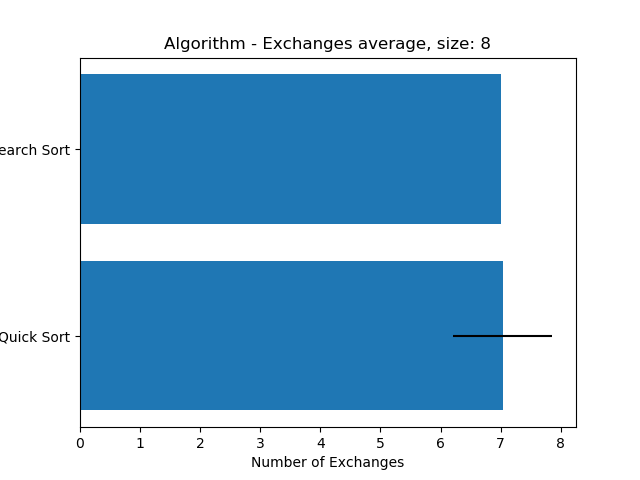 Algorithm - Exchanges average, size: 8
earch Sort
Quick Sort
0 1 2 3 4 5 6 7 8
Number of Exchanges